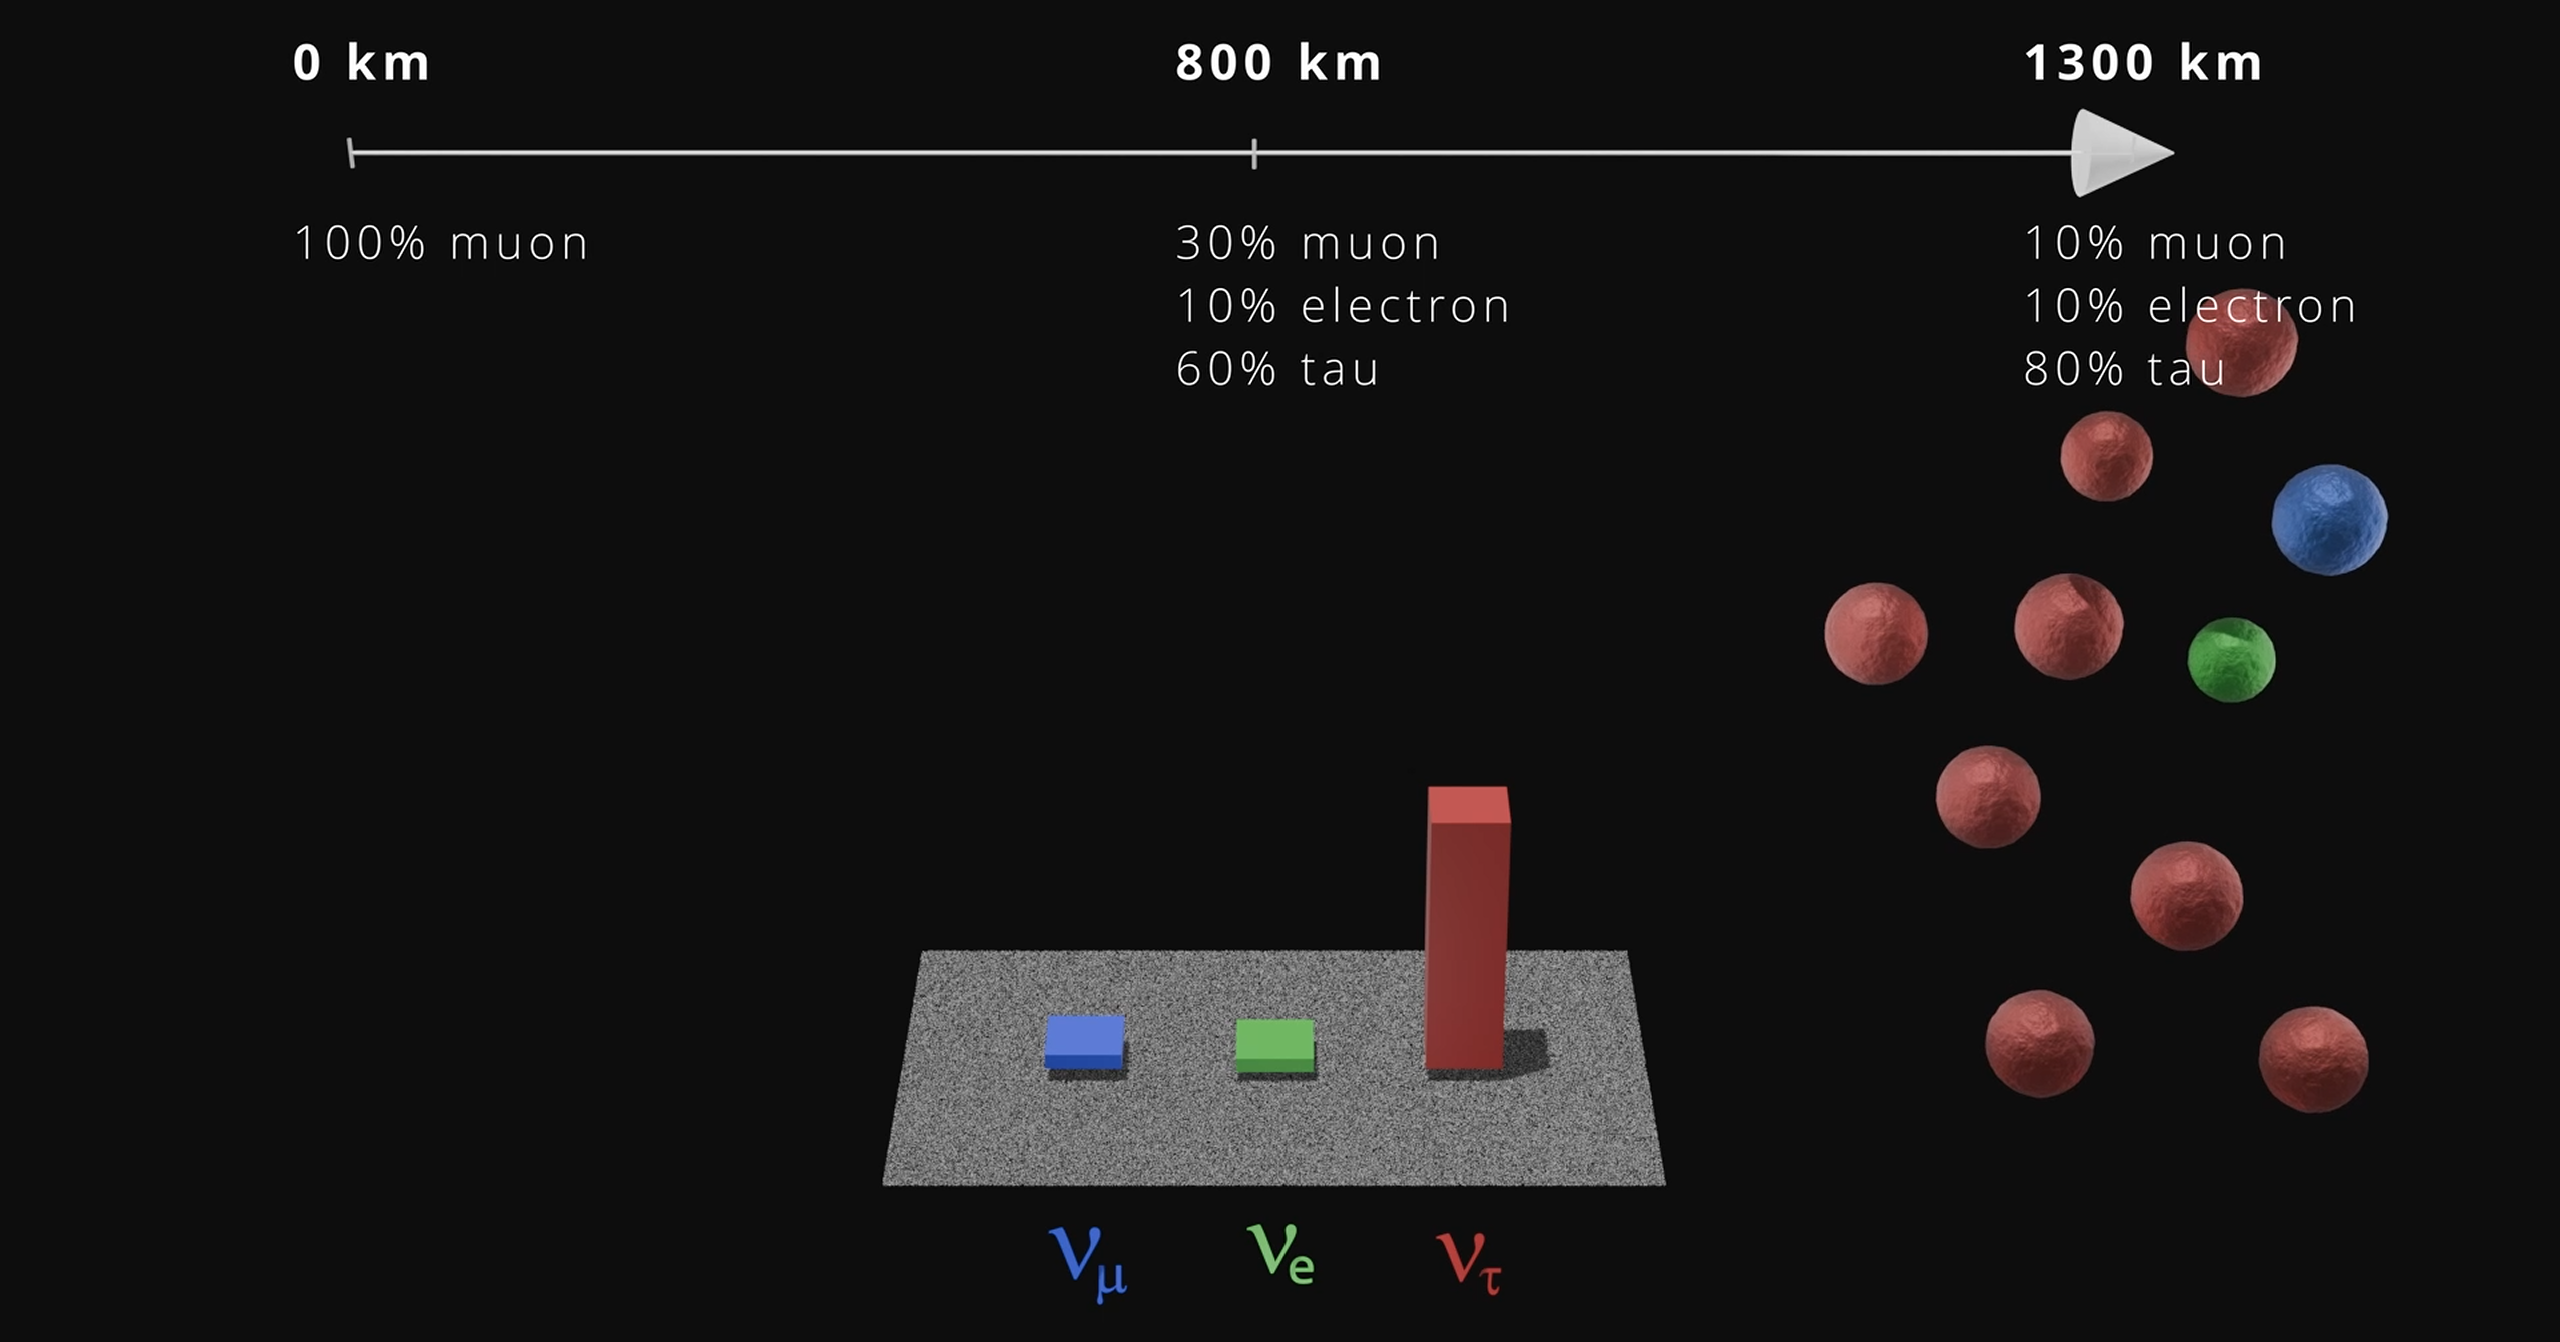 0 km
800 km
1300 km
100% muon
30% muon
10% electron
60% tau
10% muon
10% electron
80% tau
νμ
νe
ντ